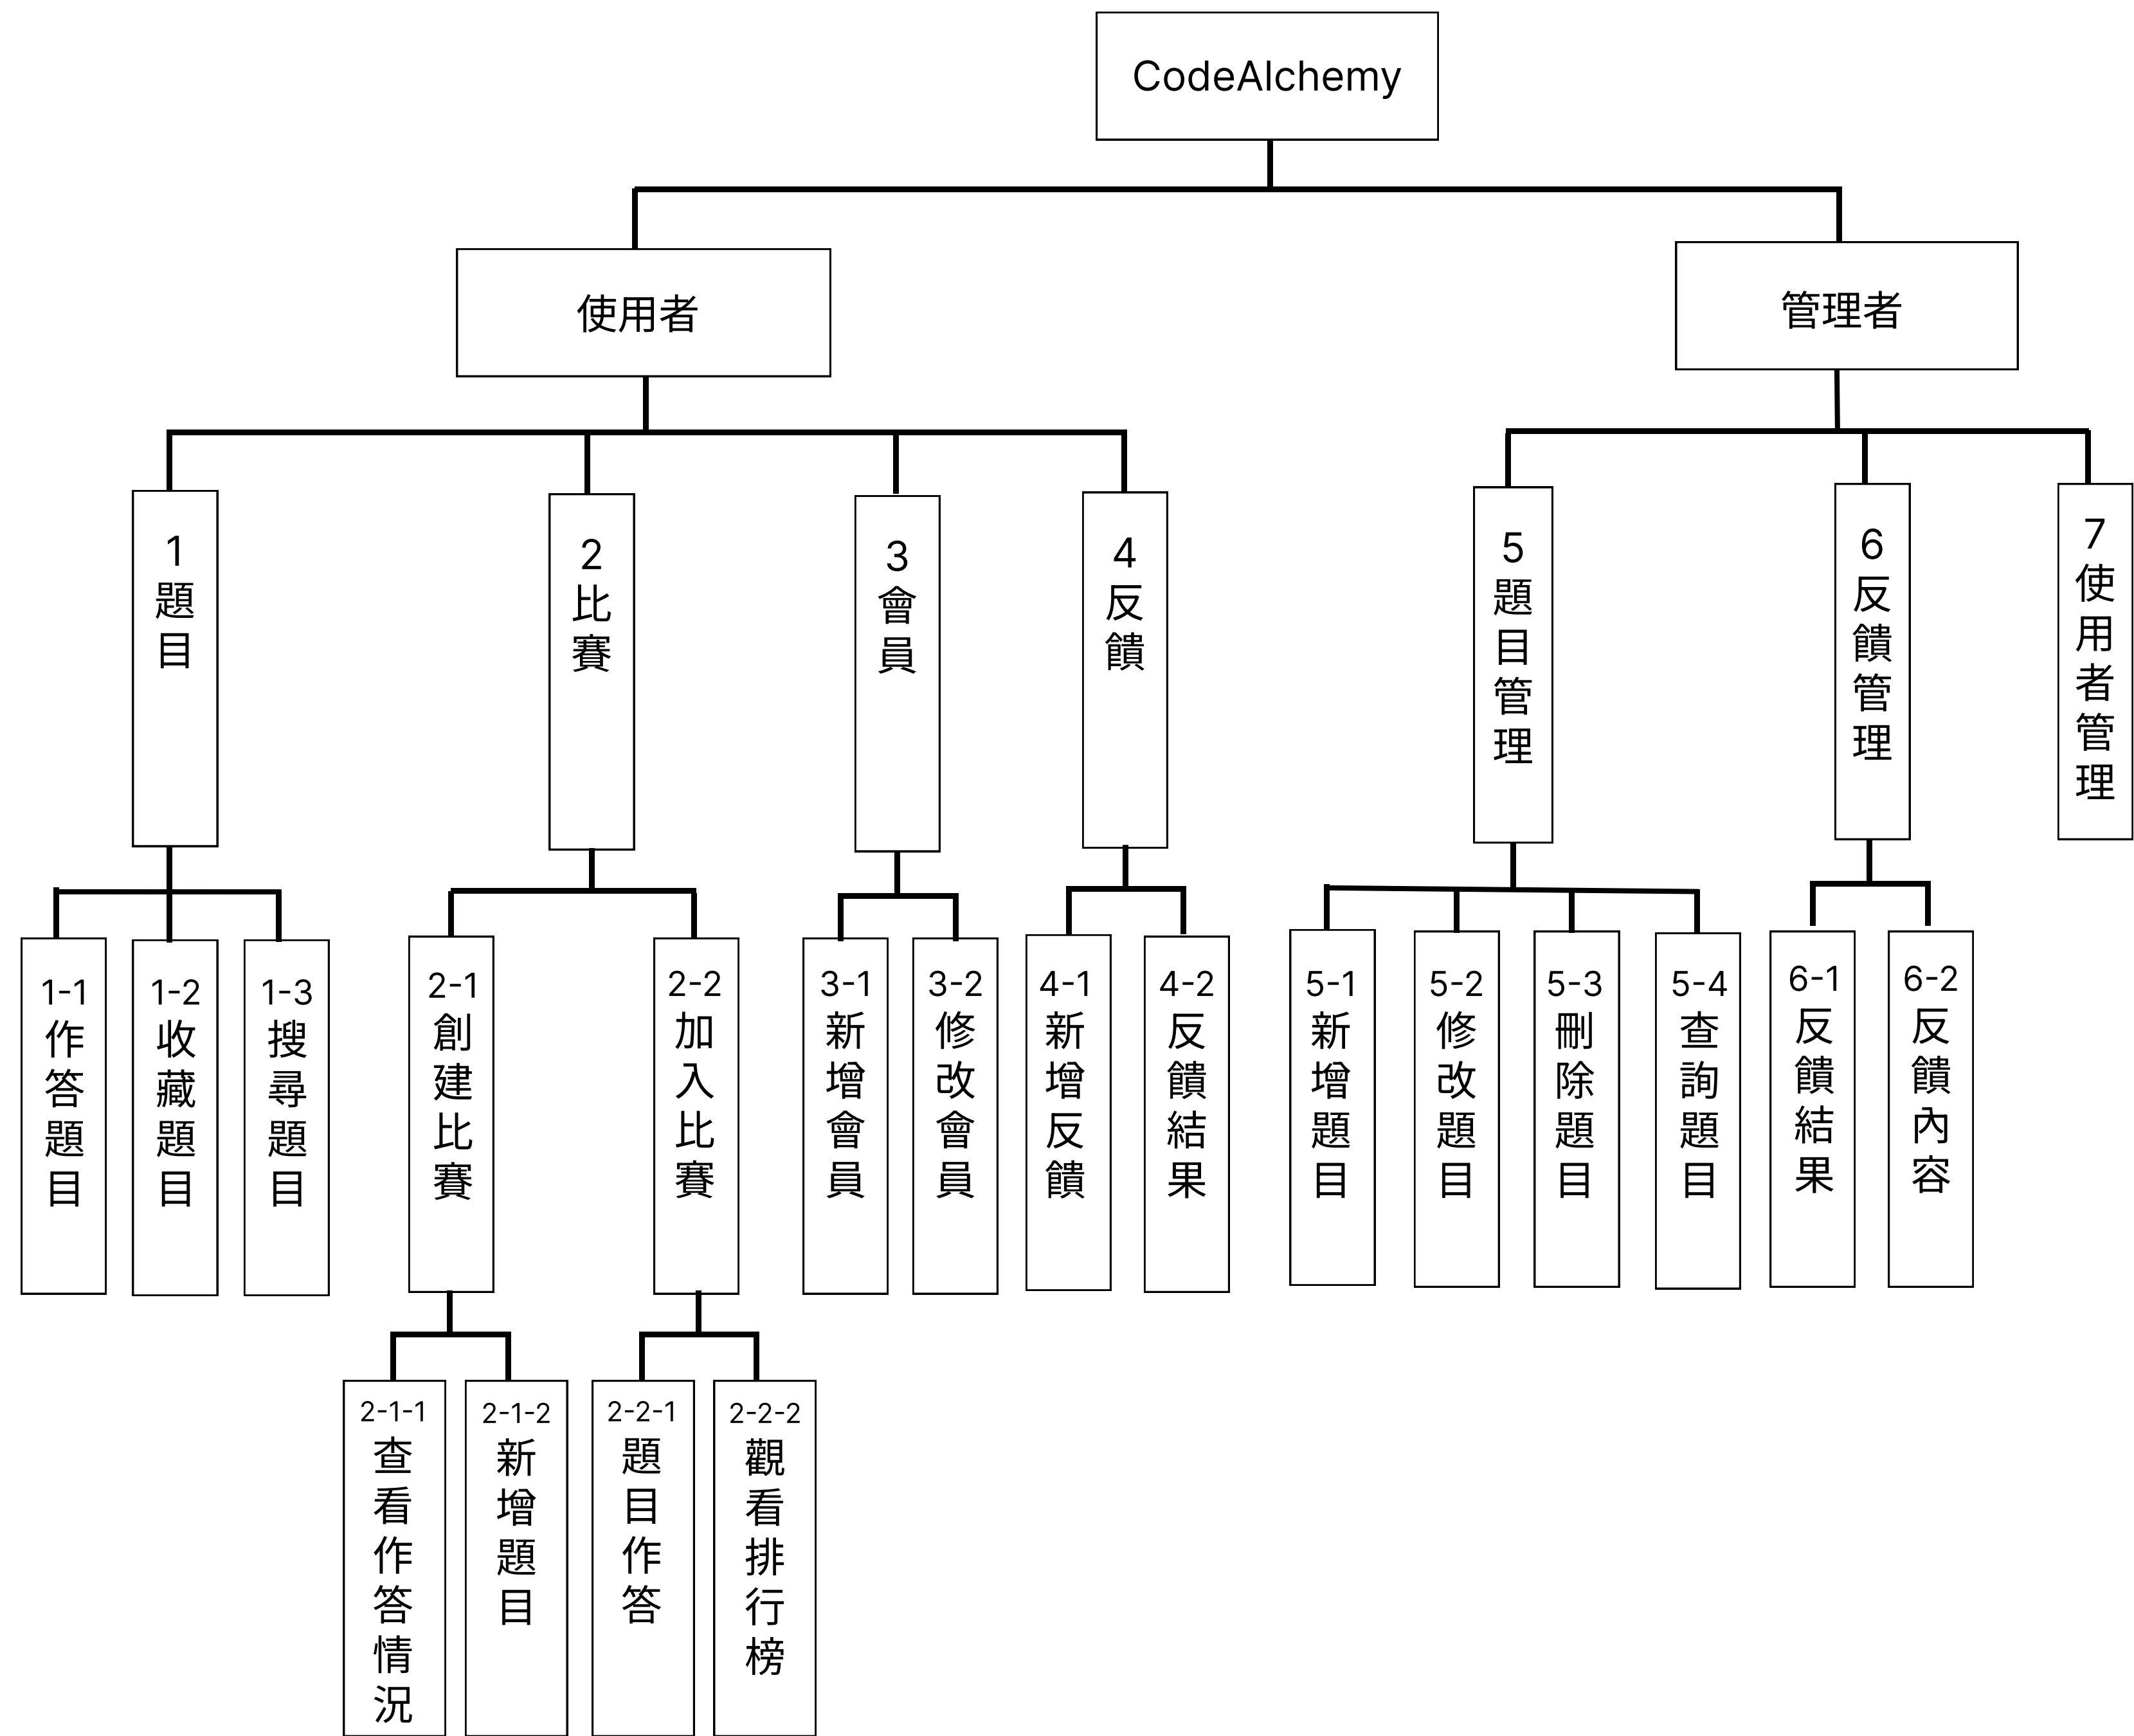 CodeAlchemy
使用者
管理者
1
題目
2
比賽
3
會員
4
反饋
5
題目管理
6
反饋管理
7
使用者管理
1-1
作答題目
1-2
收藏題目
1-3
搜尋題目
2-1
創建比賽
2-2
加入比賽
3-1
新增會員
3-2
修改會員
4-1
新增反饋
4-2
反饋結果
5-1
新增題目
5-2
修改題目
5-3
刪除題目
5-4
查詢題目
6-1
反饋結果
6-2
反饋內容
2-1-1
查看作答情況
2-1-2
新增題目
2-2-1
題目作答
2-2-2
觀看排行榜